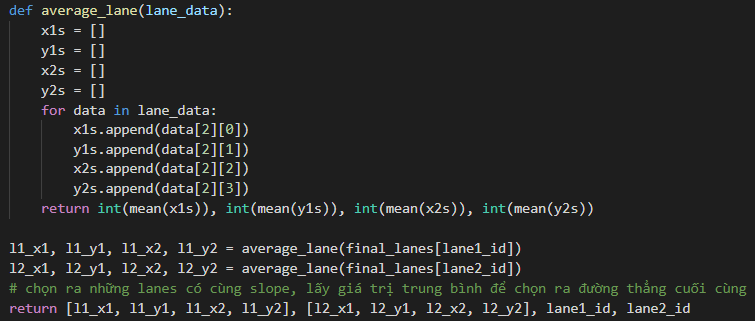 def average_lane(lane_data):
x1s = []
y1s = []
x2s = []
y2s = []
for data in lane_data:
x1s.append(data[2][0])
y1s.append(data[2][1])
x2s.append(data[2][2])
y2s.append(data[2][3])
return int(mean(x1s)), int(mean(y1s)), int(mean(x2s)), int(mean(y2s))
l1_x1, l1_y1, l1_x2, l1_y2 = average_lane(final_lanes[lane1_id])
l2_x1, l2_y1, l2_x2, l2_y2 = average_lane(final_lanes[lane2_id])
# chọn ra những lanes có cùng slope, lấy giá trị trung bình để chọn ra đường thẳng cuối cùng
return [l1_x1, l1_y1, l1_x2, l1_y2], [l2_x1, l2_y1, l2_x2, l2_y2], lane1_id, lane2_id